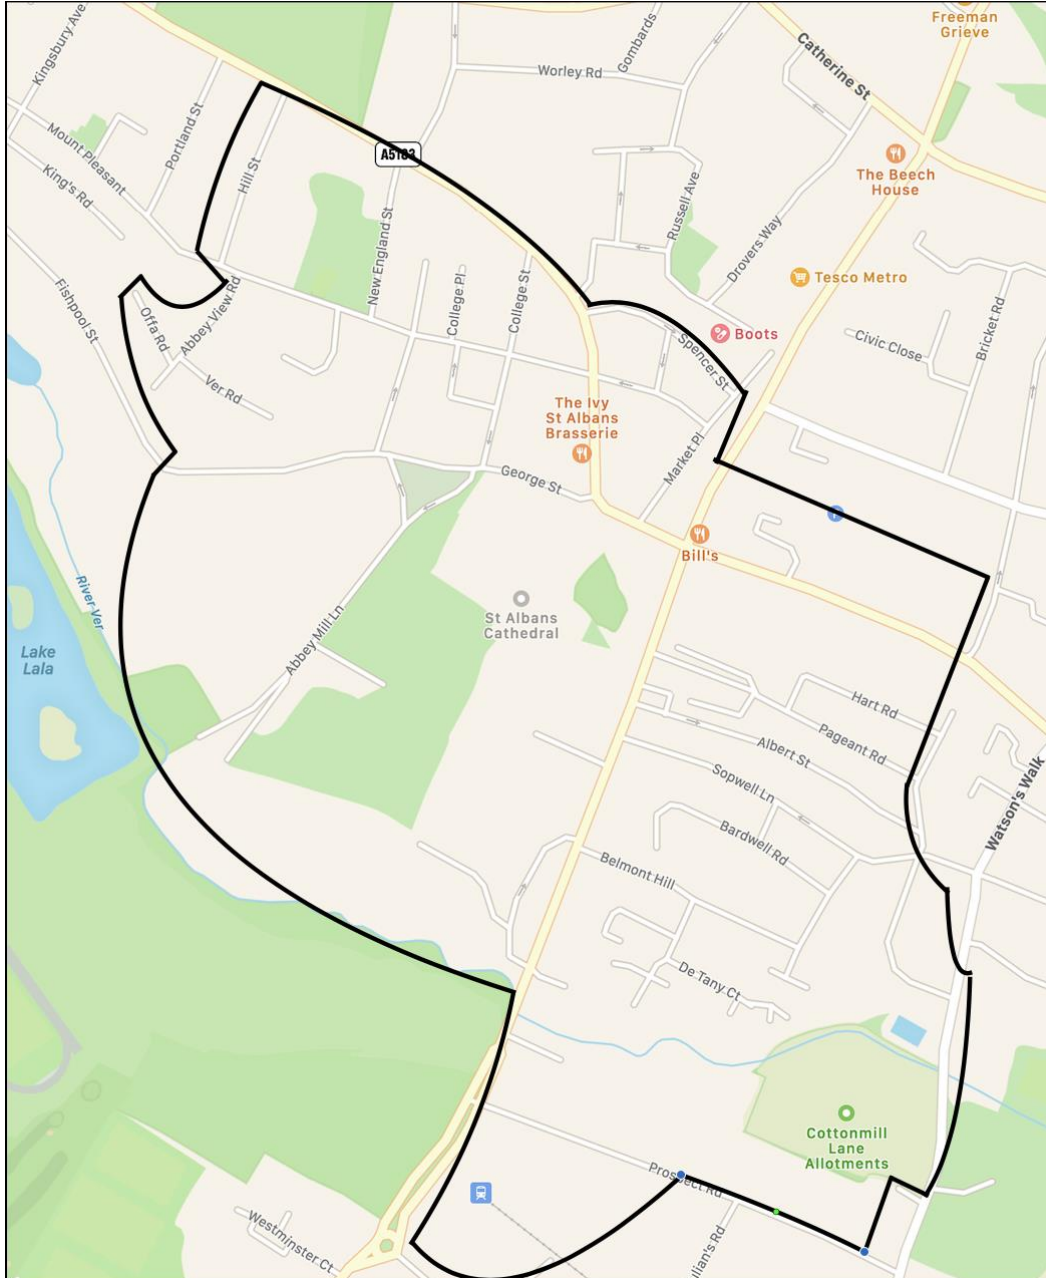 Freeman
Grieve
Kingsbury Ave
Gombards
Catherine St
Worley Rd
Portland St
Mount Pleasant
A5183
Hill St
King's Rd
The Beech
House
Russell Ave
Drovers Way
New England St
College Pl
College St
Tesco Metro
Fishpool St
Offa Rd
Abbey View Rd
Boots
Spencer St
Civic Close
Bricket Rd
Ver Rd
The Ivy
St Albans
Brasserie
Market Pl
George St
P
Bill's
River Ver
St Albans
Cathedral
Abbey Mill Ln
Lake
Lala
Hart Rd
Pageant Rd
Albert St
Sopwell Ln
Watson's Walk
Bardwell Rd
Belmont Hill
De Tany Ct
Cottonmill
Lane
Allotments
Prospect Rd
Westminster Ct
lian's Rd